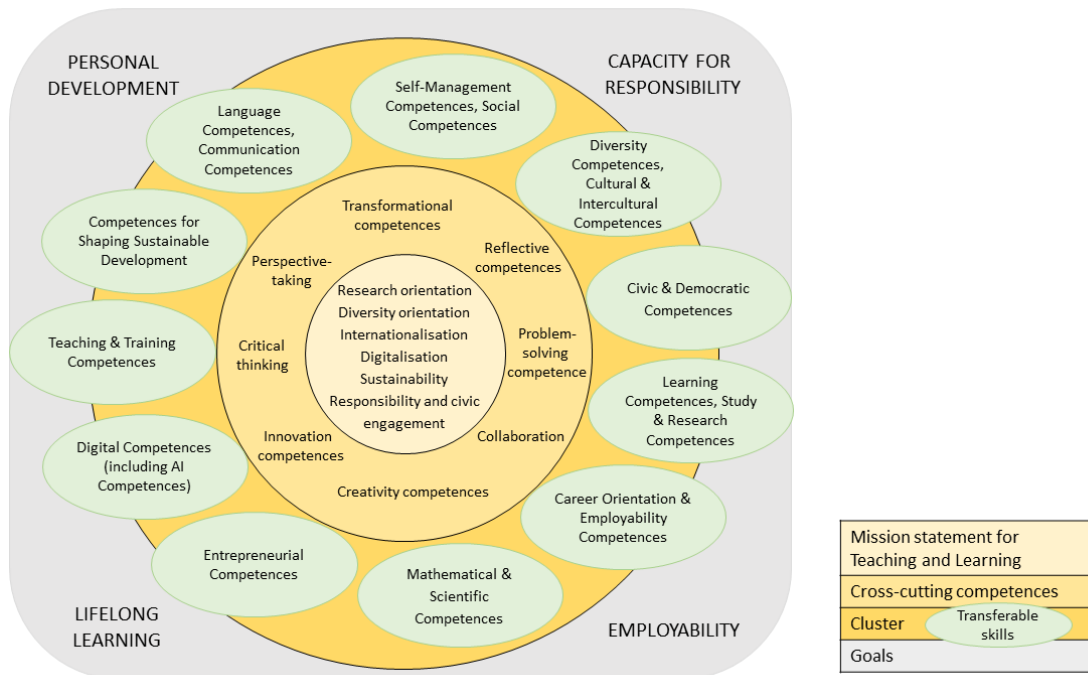 PERSONAL
DEVELOPMENT
CAPACITY FOR
RESPONSIBILITY
Self-Management
Competences, Social
Competences
Language
Competences,
Communication
Competences
Diversity
Competences,
Cultural &
Intercultural
Competences
Competences for
Shaping Sustainable
Development
Civic & Democratic
Competences
Teaching & Training
Competences
Learning
Competences, Study
& Research
Competences
Digital Competences
(including AI
Competences)
Career Orientation &
Employability
Competences
Entrepreneurial
Competences
Mathematical &
Scientific
Competences
Transformational
competences
Reflective
competences
Perspective-
taking
Problem-
solving
competence
Critical
thinking
Collaboration
Innovation
competences
Creativity competences
Research orientation
Diversity orientation
Internationalisation
Digitalisation
Sustainability
Responsibility and civic
engagement
LIFELONG
LEARNING
EMPLOYABILITY
Mission statement for
Teaching and Learning
Cross-cutting competences
Cluster
Transferable
skills
Goals